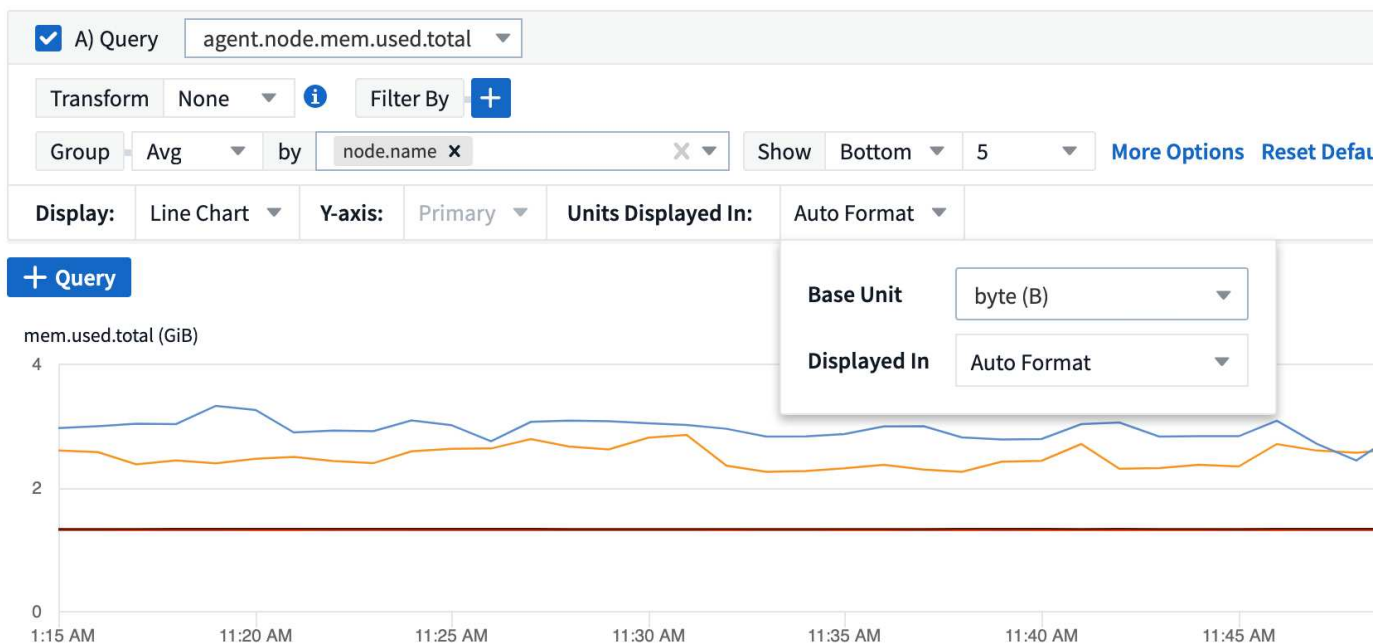 A) Query agent.node.mem.used.total
Transform None Filter By +
Group Avg by node.name × Show Bottom 5 More Options Reset Defau
Display: Line Chart Y-axis: Primary Units Displayed In: Auto Format
+ Query
Base Unit byte (B)
Displayed In Auto Format
mem.used.total (GiB)
4
2
0
1:15 AM 11:20 AM 11:25 AM 11:30 AM 11:35 AM 11:40 AM 11:45 AM